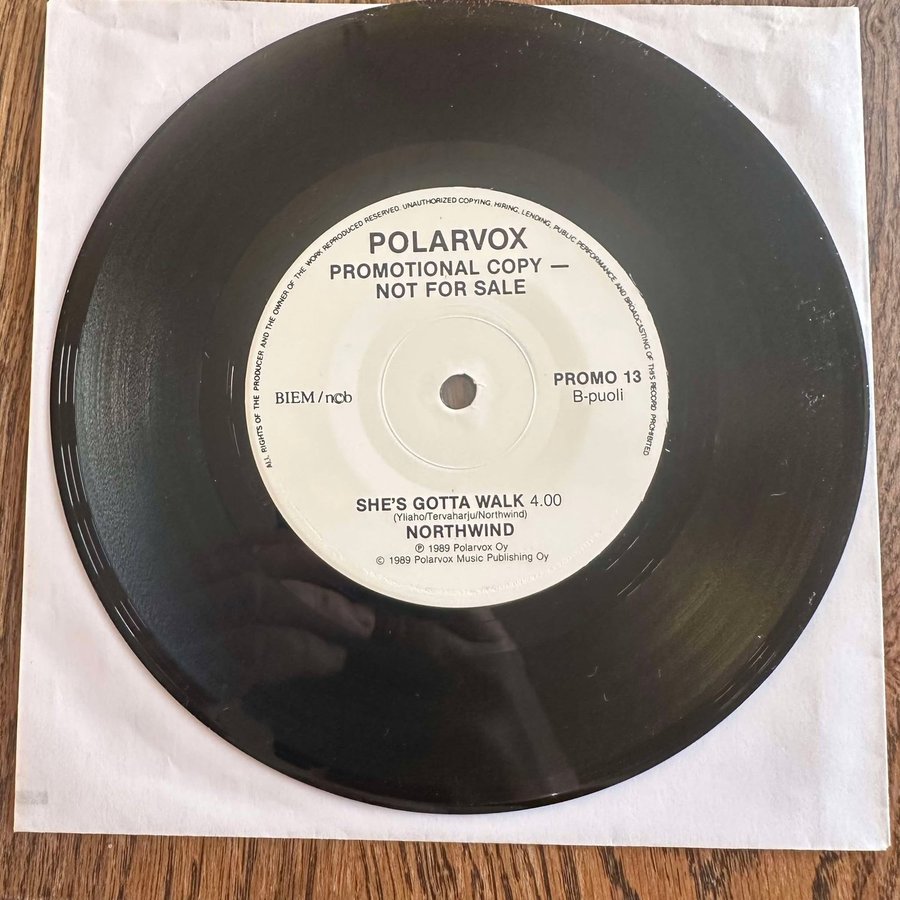 ALL RIGHTS OF THE PRODUCER AND THE OWNER OF THE WORK REPRODUCED RESERVED. UNAUTHORIZED COPYING, HIRING, LENDING, PUBLIC PERFORMANCE AND BROADCASTING OF THIS RECORD PROHIBITED
POLARVOX
PROMOTIONAL COPY —
NOT FOR SALE
BIEM/ncb
PROMO 13
B-puoli
SHE'S GOTTA WALK 4.00
(Yliaho/Tervaharju/Northwind)
NORTHWIND
℗ 1989 Polarvox Oy
© 1989 Polarvox Music Publishing Oy